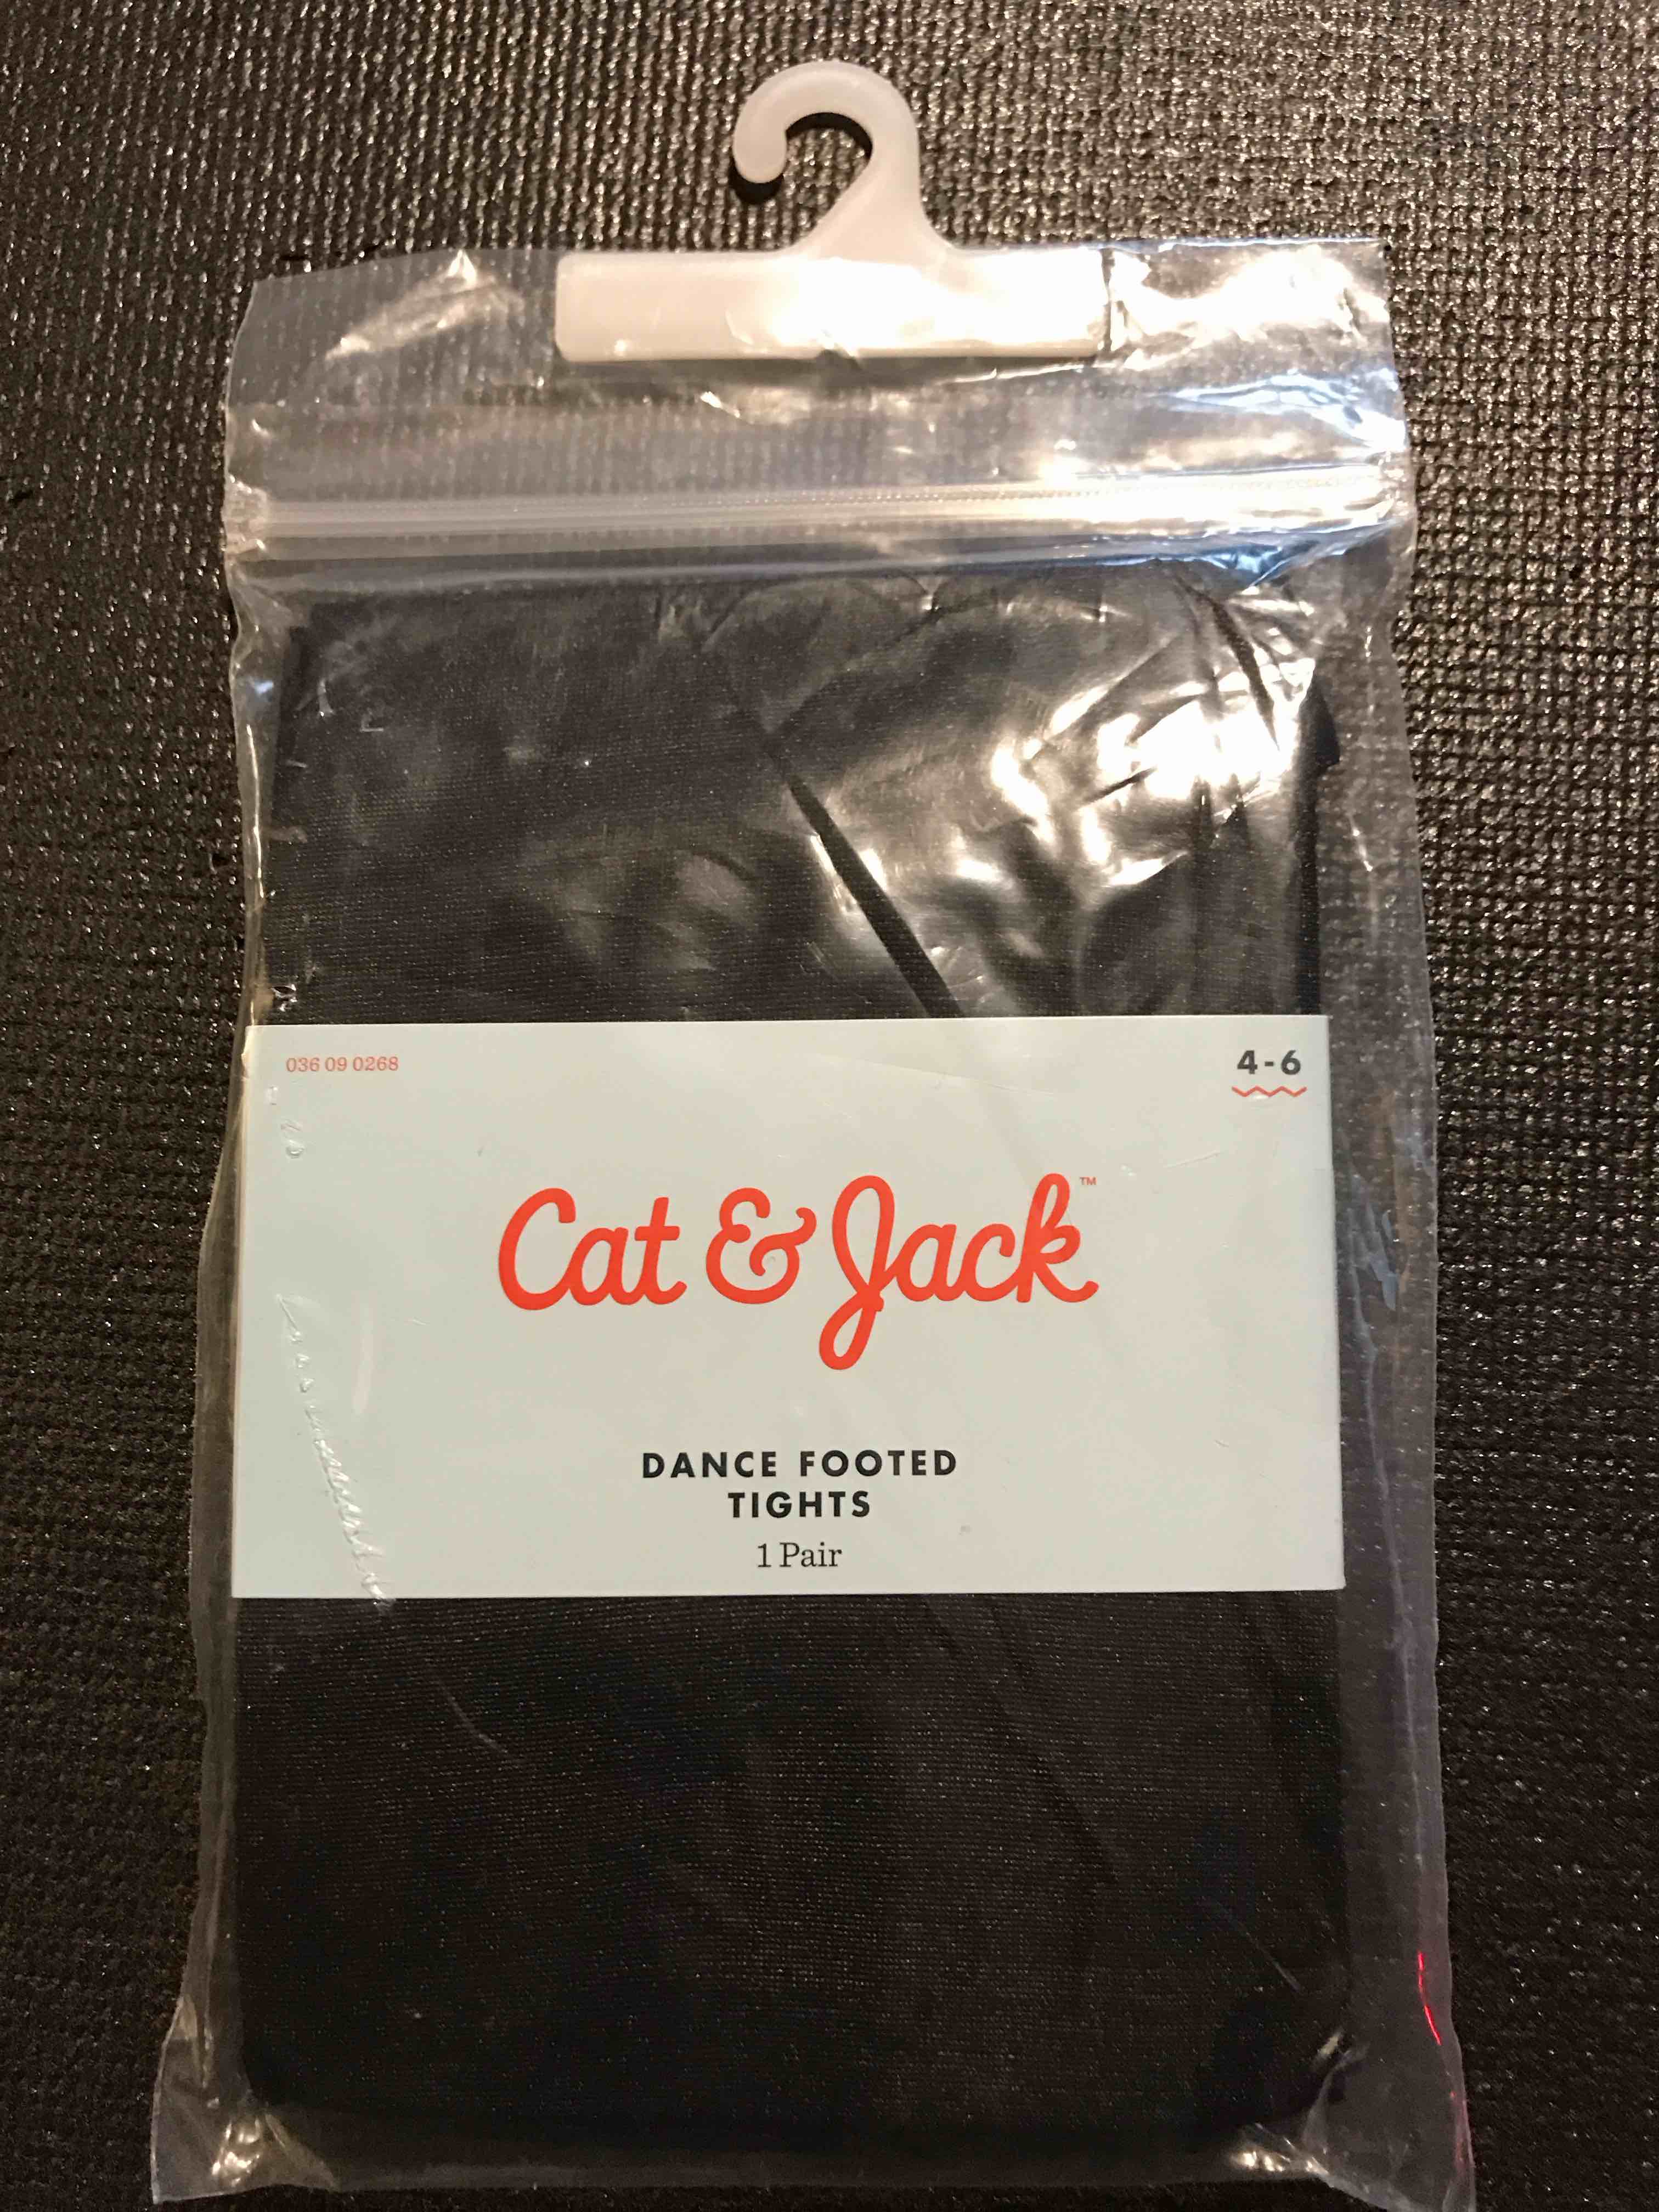 036 09 0268
4-6
Cat & Jack™
DANCE FOOTED
TIGHTS
1 Pair